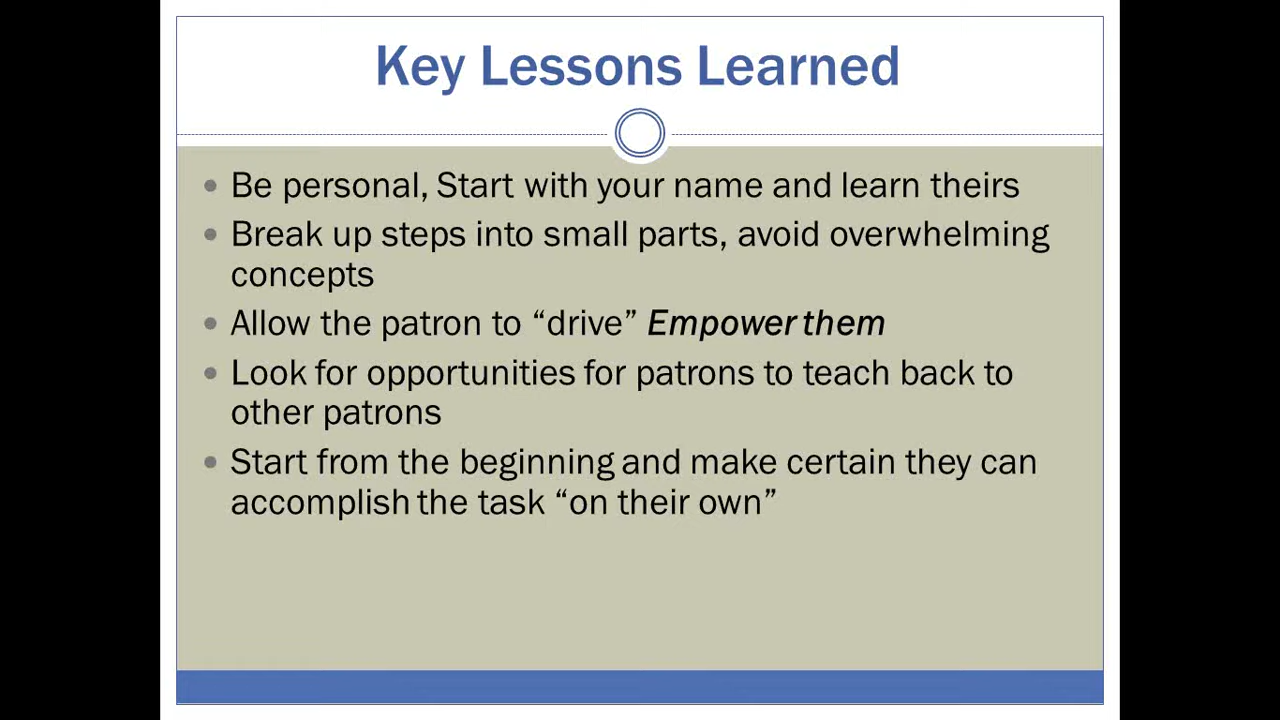 Key Lessons Learned
Be personal, Start with your name and learn theirs
Break up steps into small parts, avoid overwhelming
concepts
Allow the patron to “drive” Empower them
Look for opportunities for patrons to teach back to
other patrons
Start from the beginning and make certain they can
accomplish the task “on their own”